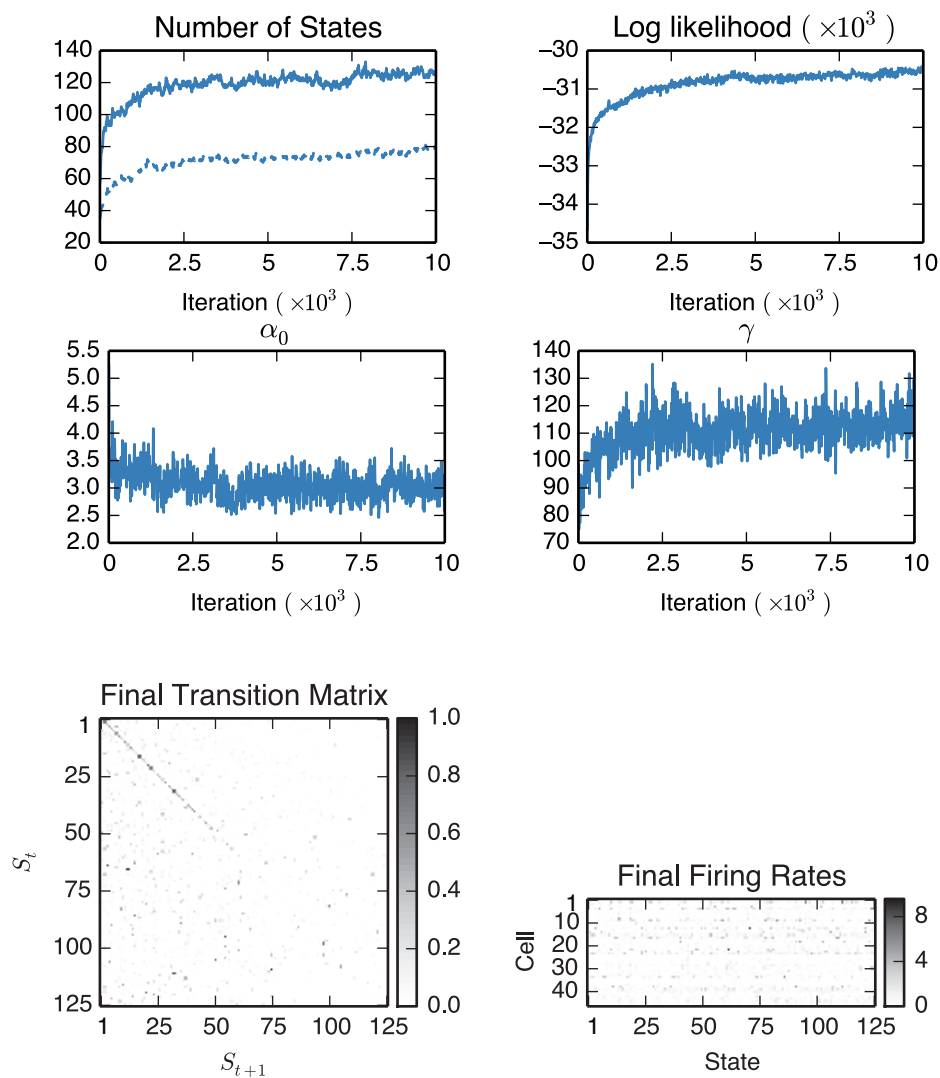 Number of States
140
120
100
80
60
40
20
0 2.5 5 7.5 10
Iteration ( ×10³ )
Log likelihood ( ×10³ )
−30
−31
−32
−33
−34
−35
0 2.5 5 7.5 10
Iteration ( ×10³ )
α₀
5.5
5.0
4.5
4.0
3.5
3.0
2.5
2.0
0 2.5 5 7.5 10
Iteration ( ×10³ )
γ
140
130
120
110
100
90
80
70
0 2.5 5 7.5 10
Iteration ( ×10³ )
Final Transition Matrix
1
25
50
75
100
125
S_t
1 25 50 75 100 125
S_{t+1}
1.0
0.8
0.6
0.4
0.2
0.0
Final Firing Rates
1
10
20
30
40
Cell
1 25 50 75 100 125
State
8
4
0